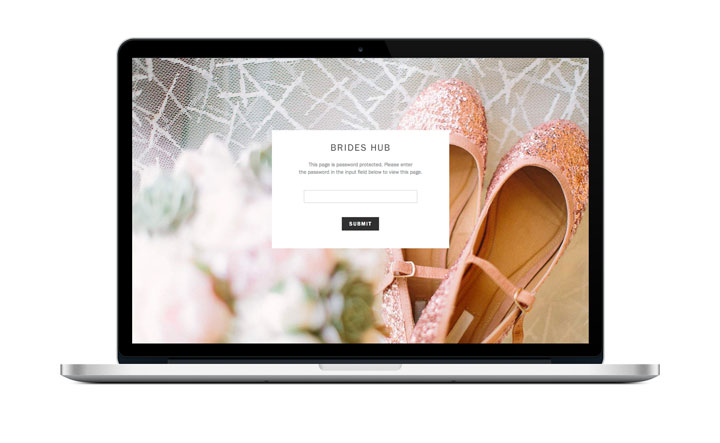 BRIDES HUB
This page is password protected. Please enter
the password in the input field below to view this page.
SUBMIT